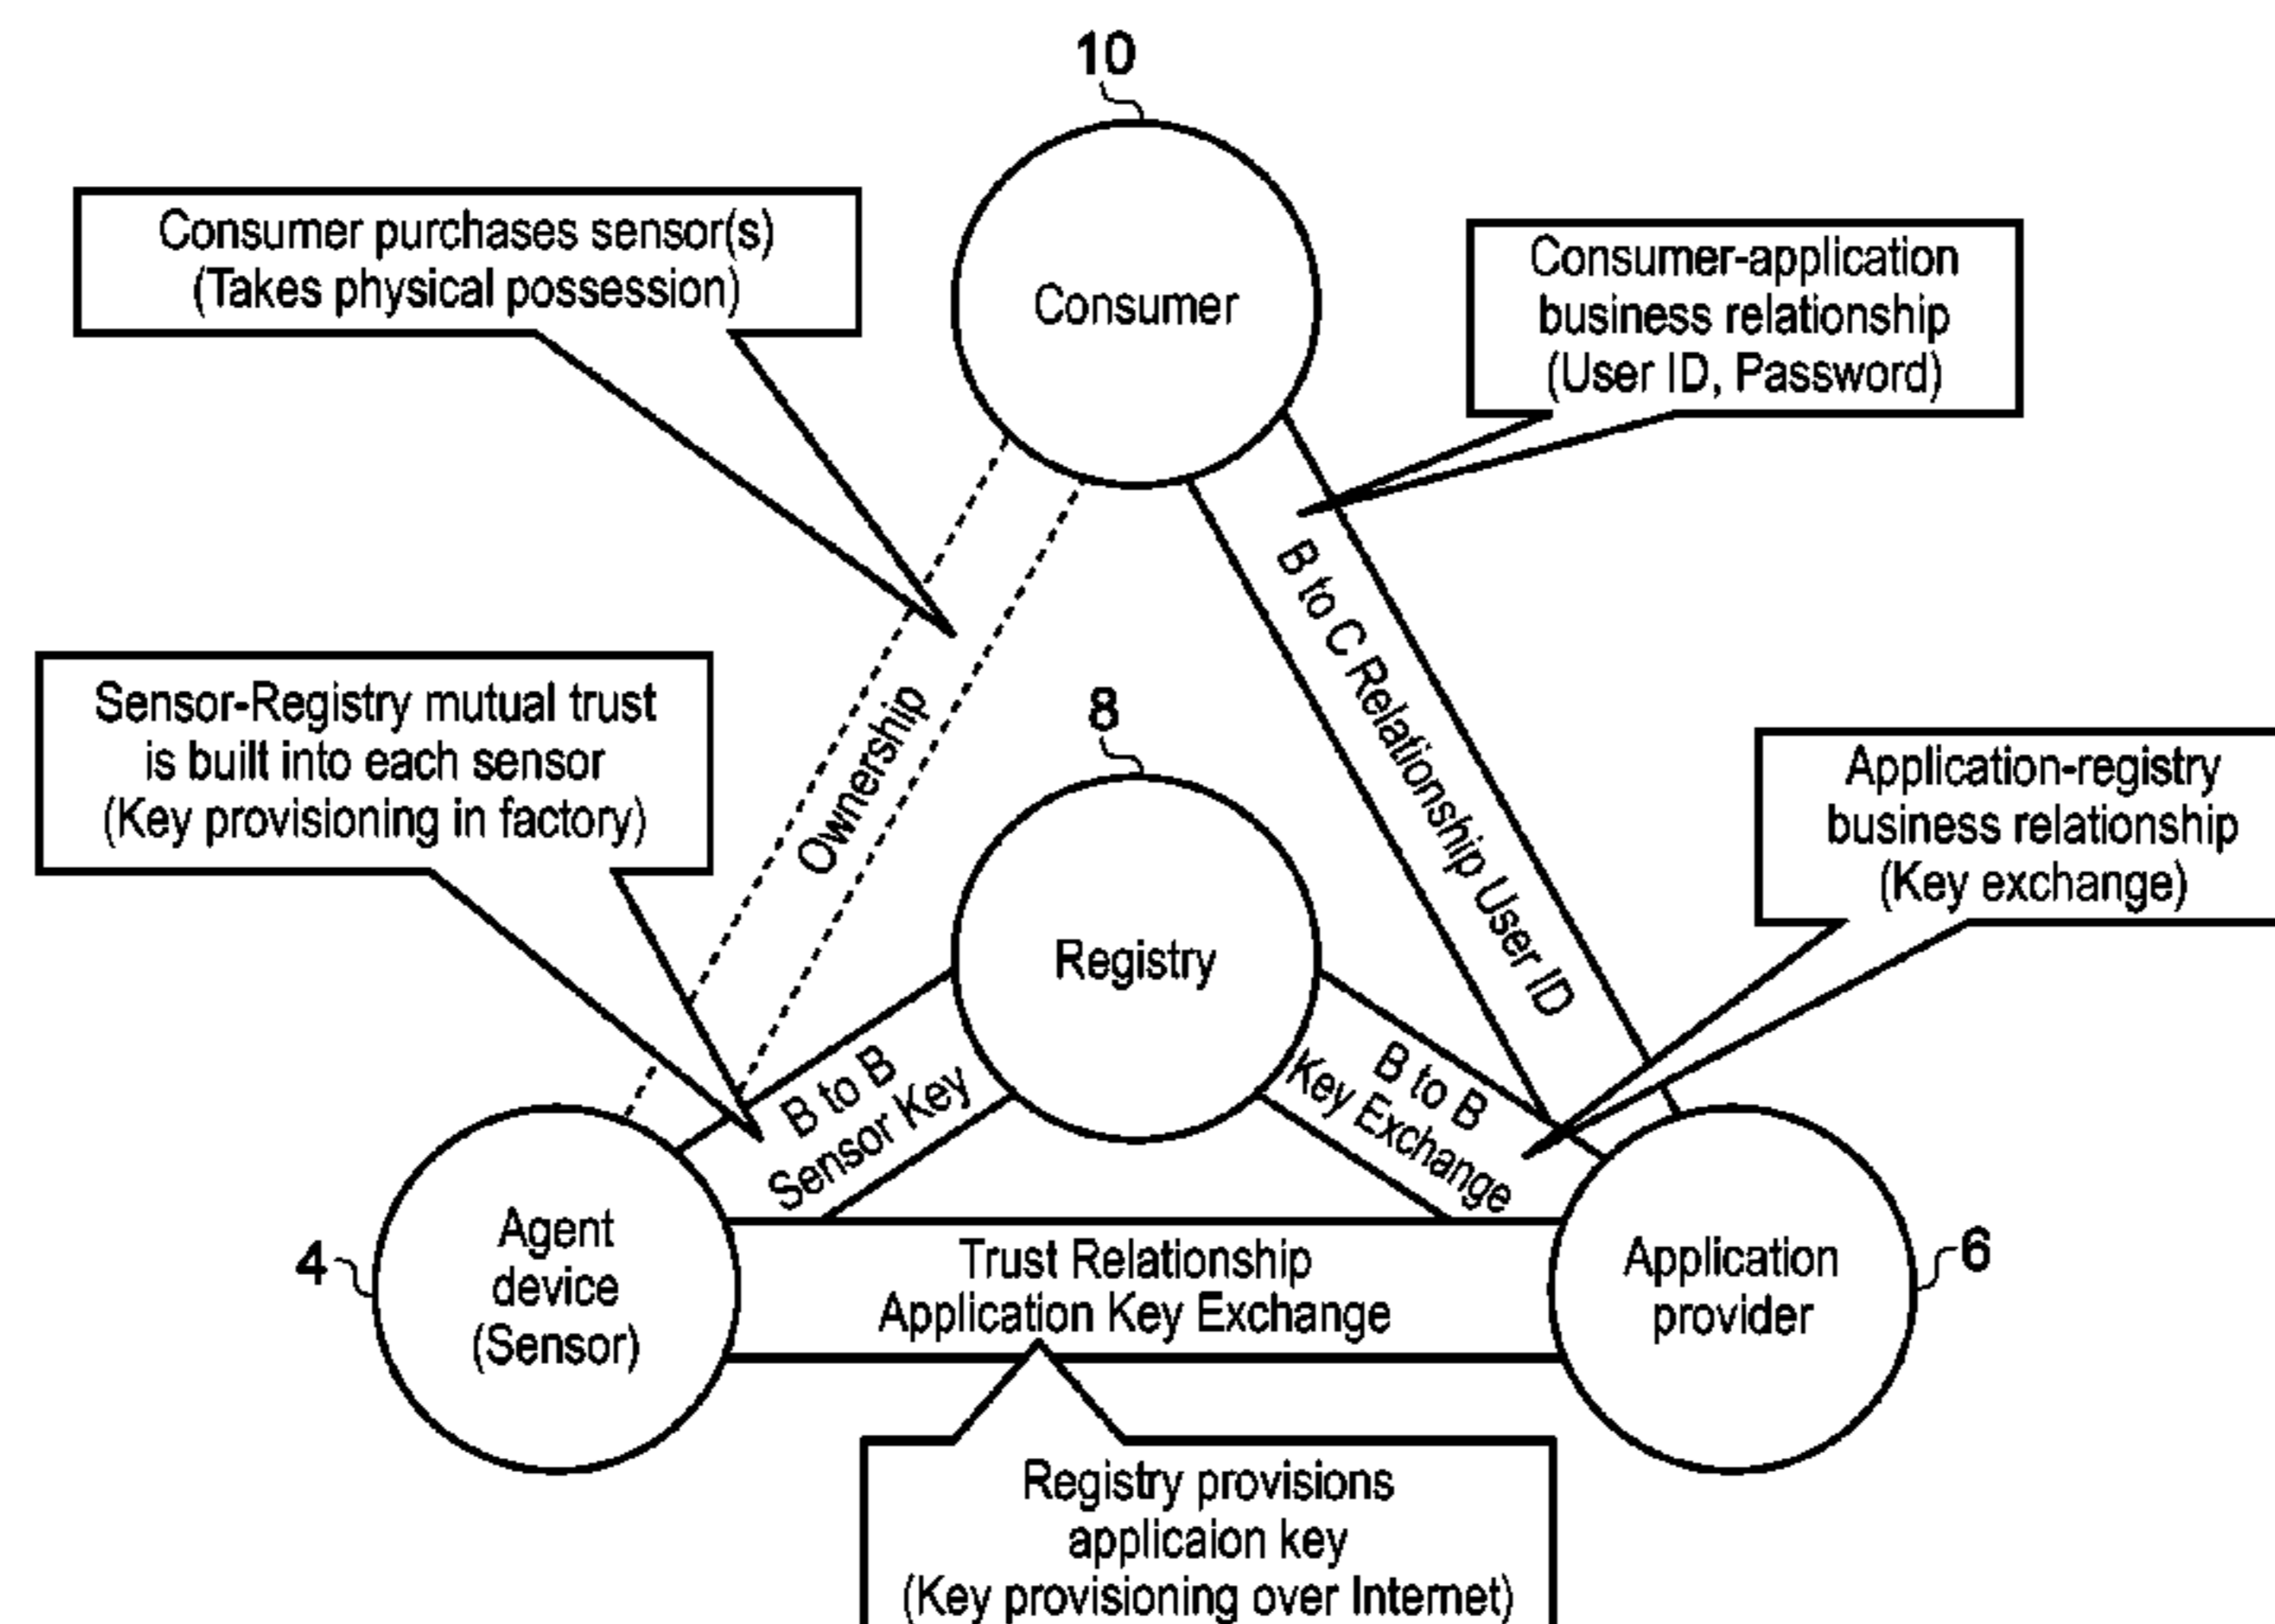 10
Consumer
Consumer purchases sensor(s)
(Takes physical possession)
Consumer-application
business relationship
(User ID, Password)
Ownership
B to C Relationship User ID
Sensor-Registry mutual trust
is built into each sensor
(Key provisioning in factory)
8
Registry
Application-registry
business relationship
(Key exchange)
B to B
Sensor Key
B to B
Key Exchange
4
Agent
device
(Sensor)
Trust Relationship
Application Key Exchange
Application
provider
6
Registry provisions
applicaion key
(Key provisioning over Internet)